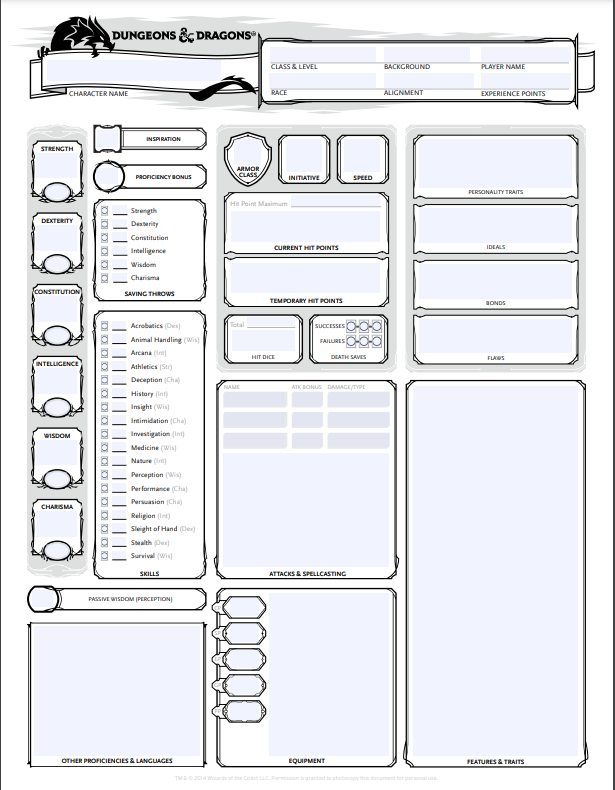 DUNGEONS & DRAGONS®
CLASS & LEVEL BACKGROUND PLAYER NAME
CHARACTER NAME
RACE ALIGNMENT EXPERIENCE POINTS
STRENGTH
DEXTERITY
CONSTITUTION
INTELLIGENCE
WISDOM
CHARISMA
INSPIRATION
PROFICIENCY BONUS
Strength
Dexterity
Constitution
Intelligence
Wisdom
Charisma
SAVING THROWS
Acrobatics (Dex)
Animal Handling (Wis)
Arcana (Int)
Athletics (Str)
Deception (Cha)
History (Int)
Insight (Wis)
Intimidation (Cha)
Investigation (Int)
Medicine (Wis)
Nature (Int)
Perception (Wis)
Performance (Cha)
Persuasion (Cha)
Religion (Int)
Sleight of Hand (Dex)
Stealth (Dex)
Survival (Wis)
SKILLS
PASSIVE WISDOM (PERCEPTION)
OTHER PROFICIENCIES & LANGUAGES
ARMOR
CLASS
INITIATIVE
SPEED
Hit Point Maximum
CURRENT HIT POINTS
TEMPORARY HIT POINTS
Total
HIT DICE
SUCCESSES
FAILURES
DEATH SAVES
NAME ATK BONUS DAMAGE/TYPE
ATTACKS & SPELLCASTING
EQUIPMENT
PERSONALITY TRAITS
IDEALS
BONDS
FLAWS
FEATURES & TRAITS
TM & © 2014 Wizards of the Coast LLC. Permission is granted to photocopy this document for personal use.